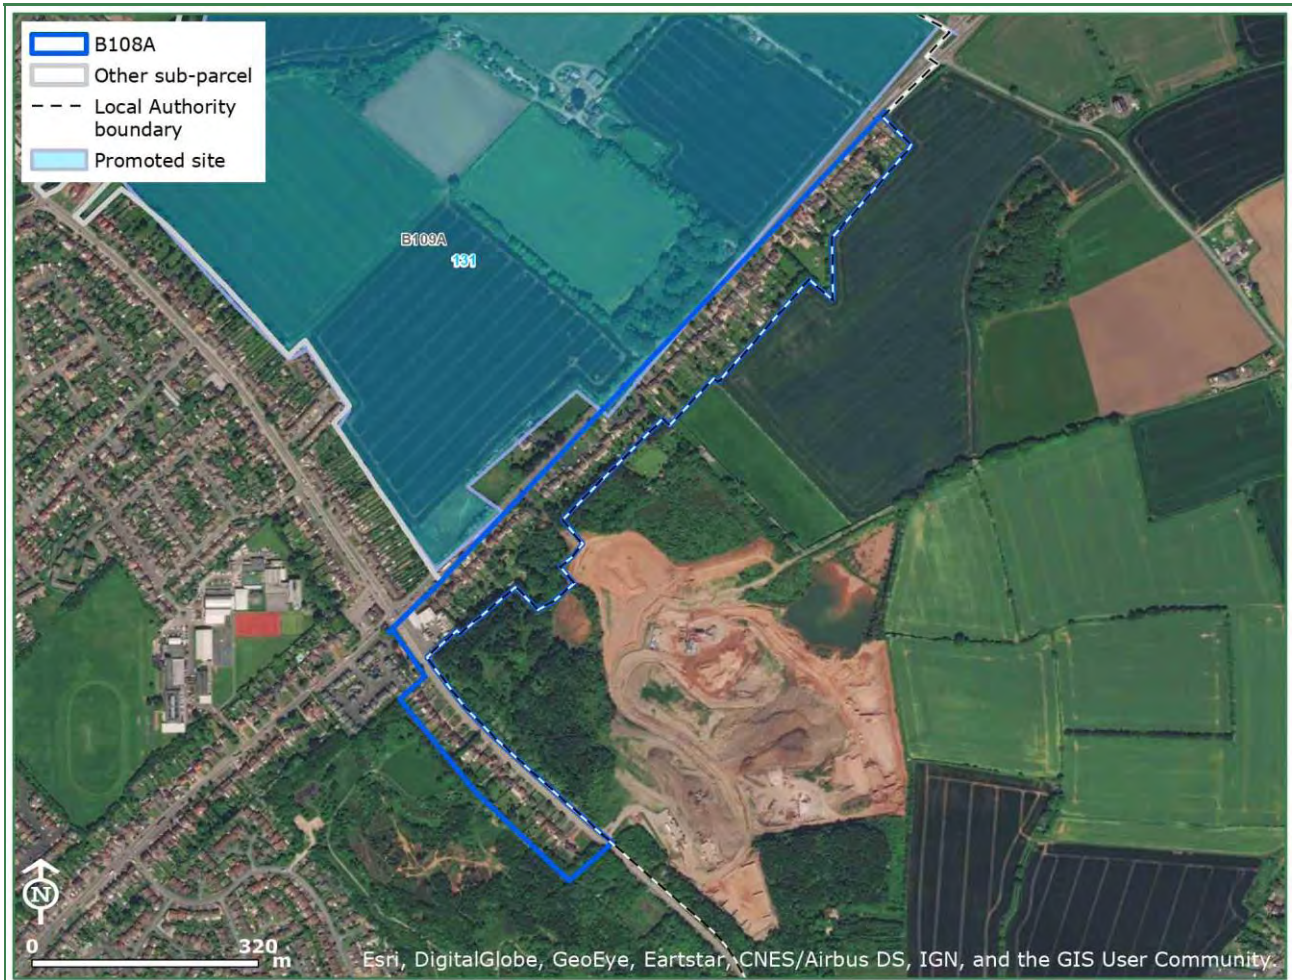 B108A
Other sub-parcel
Local Authority
boundary
Promoted site
B109A
131
N
0 320
m
Esri, DigitalGlobe, GeoEye, Eartstar, CNES/Airbus DS, IGN, and the GIS User Community.